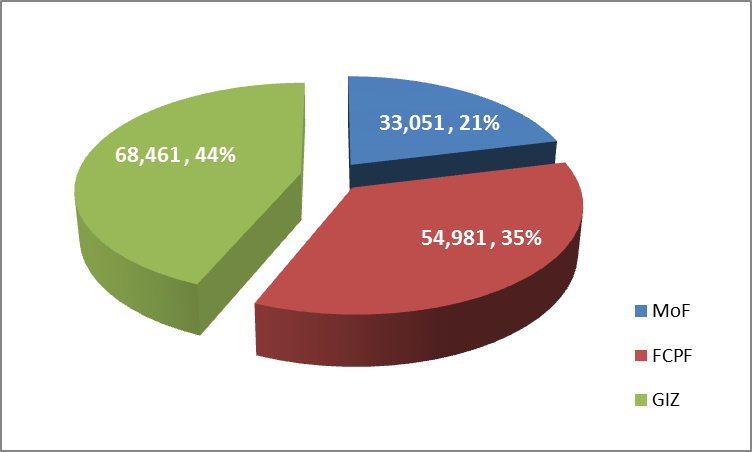 33,051 , 21%
68,461 , 44%
54,981 , 35%
MoF
FCPF
GIZ